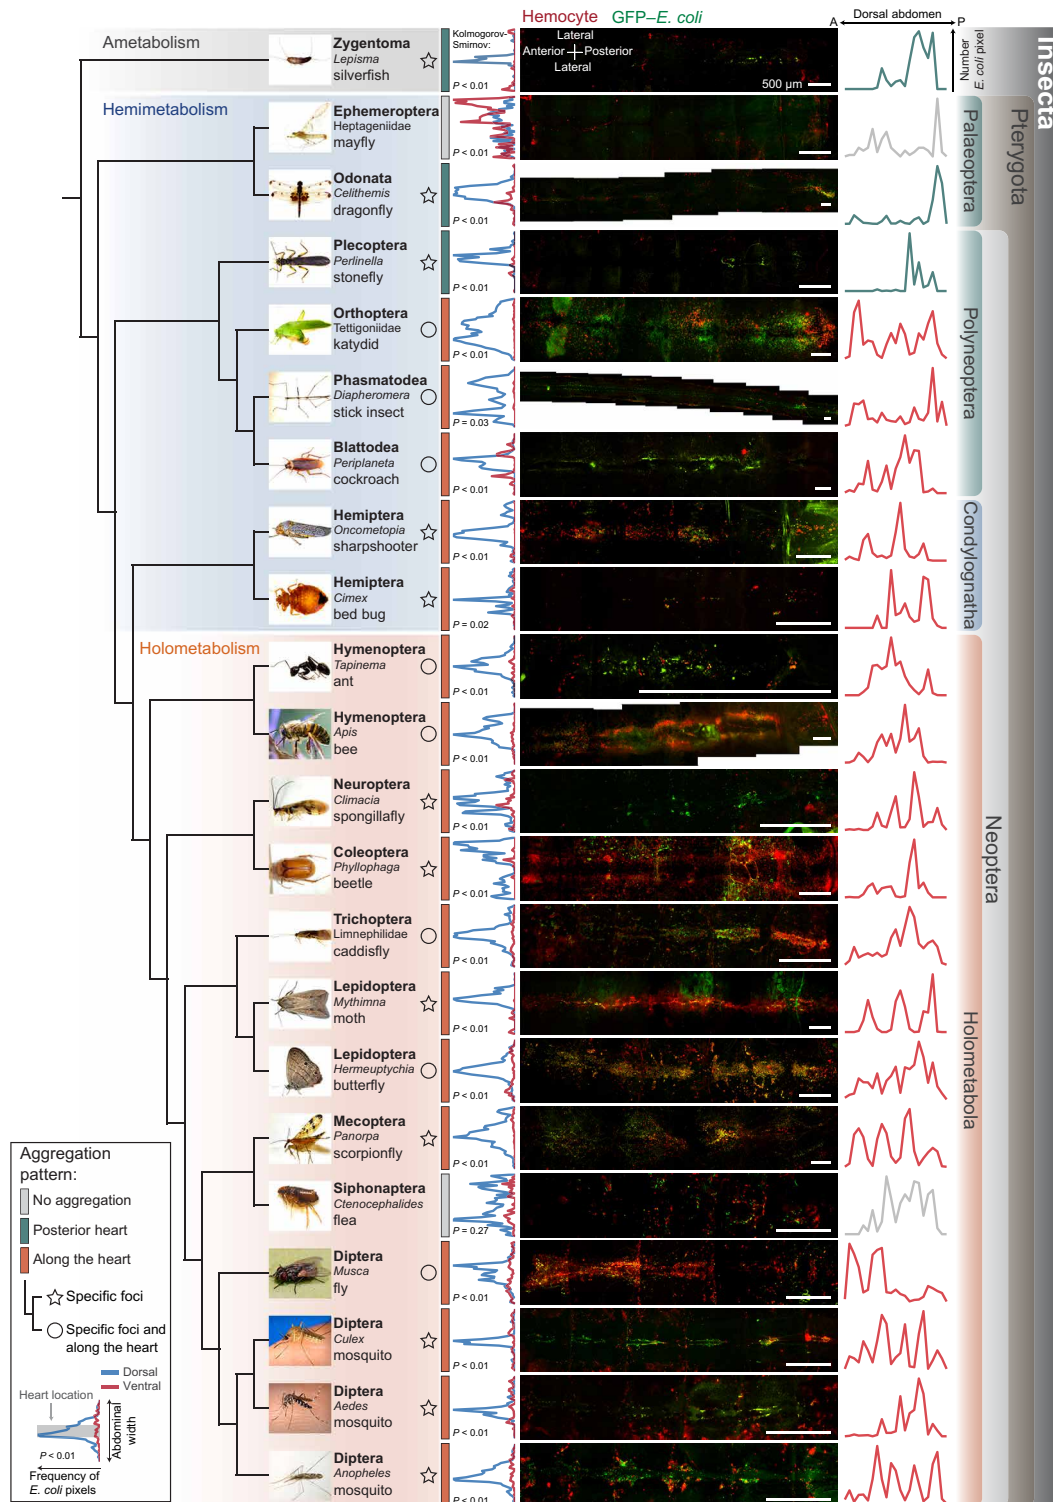 Hemocyte GFP–E. coli
A Dorsal abdomen P
Number
E. coli pixel
Insecta
Pterygota
Neoptera
Palaeoptera
Polyneoptera
Condylognatha
Holometabola
Ametabolism
Kolmogorov-
Smirnov:
Lateral
Anterior Posterior
Lateral
500 µm
Zygentoma
Lepisma
silverfish
P < 0.01
Hemimetabolism
Ephemeroptera
Heptageniidae
mayfly
P < 0.01
Odonata
Celithemis
dragonfly
P < 0.01
Plecoptera
Perlinella
stonefly
P < 0.01
Orthoptera
Tettigoniidae
katydid
P < 0.01
Phasmatodea
Diapheromera
stick insect
P = 0.03
Blattodea
Periplaneta
cockroach
P < 0.01
Hemiptera
Oncometopia
sharpshooter
P < 0.01
Hemiptera
Cimex
bed bug
P = 0.02
Holometabolism
Hymenoptera
Tapinema
ant
P < 0.01
Hymenoptera
Apis
bee
P < 0.01
Neuroptera
Climacia
spongillafly
P < 0.01
Coleoptera
Phyllophaga
beetle
P < 0.01
Trichoptera
Limnephilidae
caddisfly
P < 0.01
Lepidoptera
Mythimna
moth
P < 0.01
Lepidoptera
Hermeuptychia
butterfly
P < 0.01
Mecoptera
Panorpa
scorpionfly
P < 0.01
Siphonaptera
Ctenocephalides
flea
P = 0.27
Diptera
Musca
fly
P < 0.01
Diptera
Culex
mosquito
P < 0.01
Diptera
Aedes
mosquito
P < 0.01
Diptera
Anopheles
mosquito
P < 0.01
Aggregation
pattern:
No aggregation
Posterior heart
Along the heart
Specific foci
Specific foci and
along the heart
Dorsal
Ventral
Heart location
Abdominal
width
P < 0.01
Frequency of
E. coli pixels